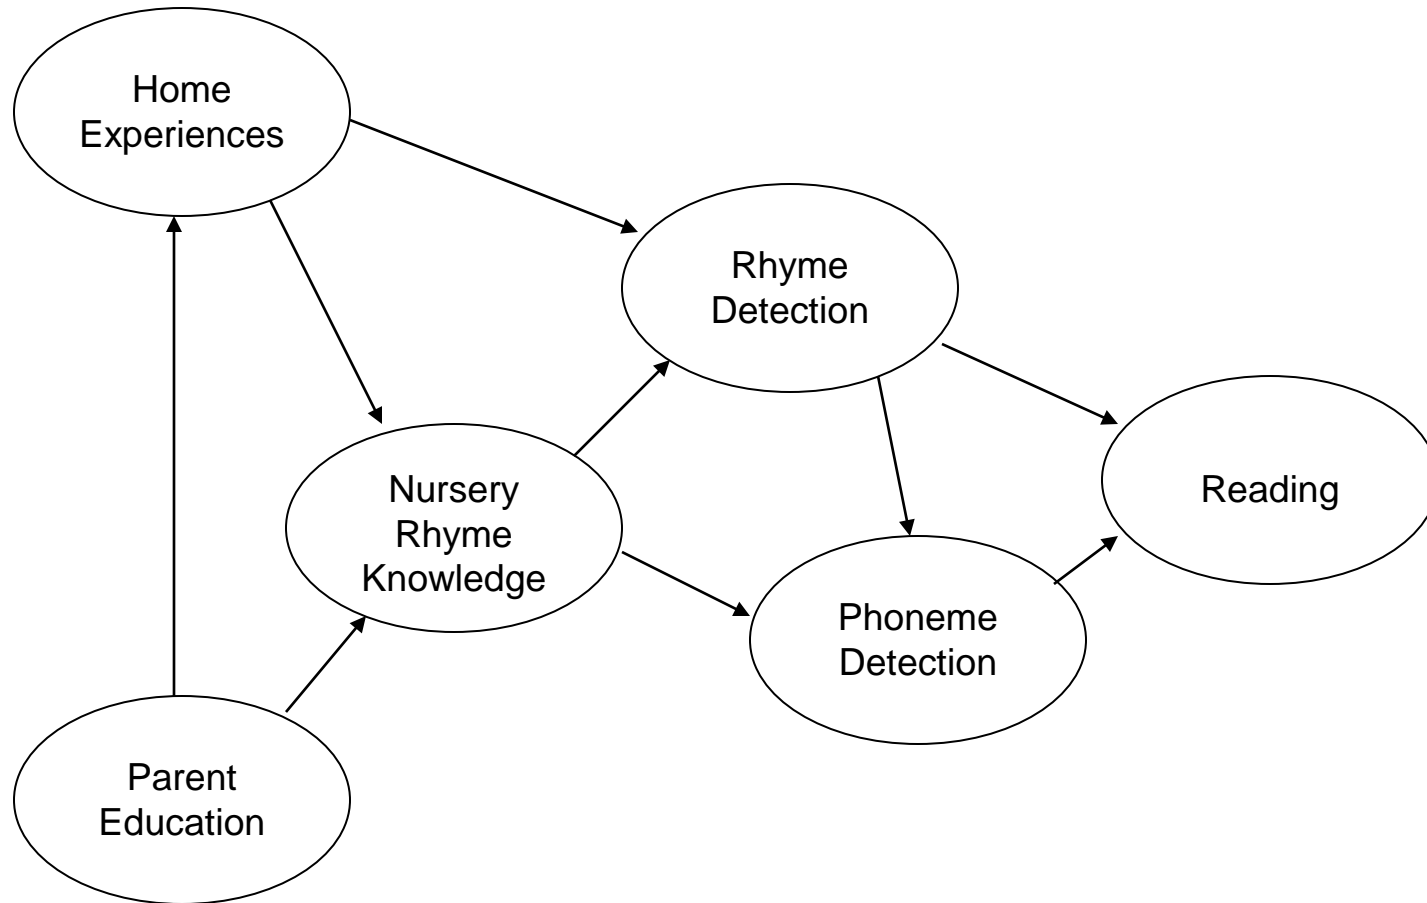 Home
Experiences
Rhyme
Detection
Nursery
Rhyme
Knowledge
Reading
Phoneme
Detection
Parent
Education